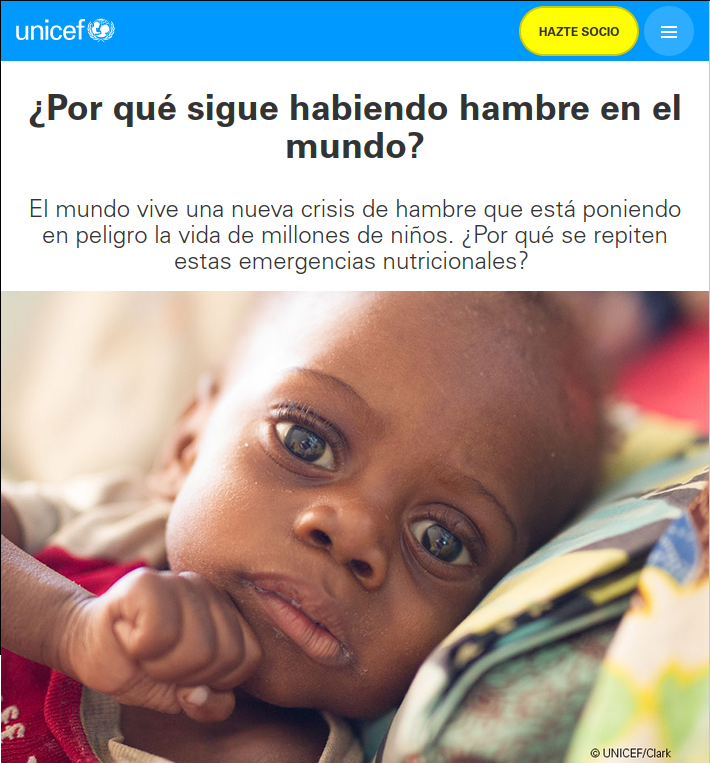 unicef
HAZTE SOCIO
¿Por qué sigue habiendo hambre en el
mundo?
El mundo vive una nueva crisis de hambre que está poniendo
en peligro la vida de millones de niños. ¿Por qué se repiten
estas emergencias nutricionales?
© UNICEF/Clark